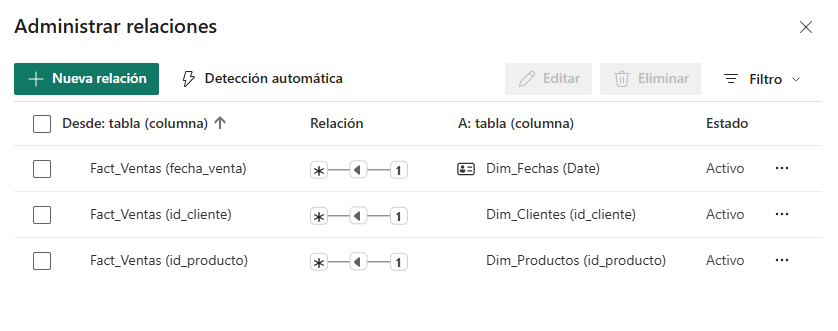 Administrar relaciones
Nueva relación Detección automática Editar Eliminar Filtro
Desde: tabla (columna) Relación A: tabla (columna) Estado
Fact_Ventas (fecha_venta) * 1 Dim_Fechas (Date) Activo
Fact_Ventas (id_cliente) * 1 Dim_Clientes (id_cliente) Activo
Fact_Ventas (id_producto) * 1 Dim_Productos (id_producto) Activo